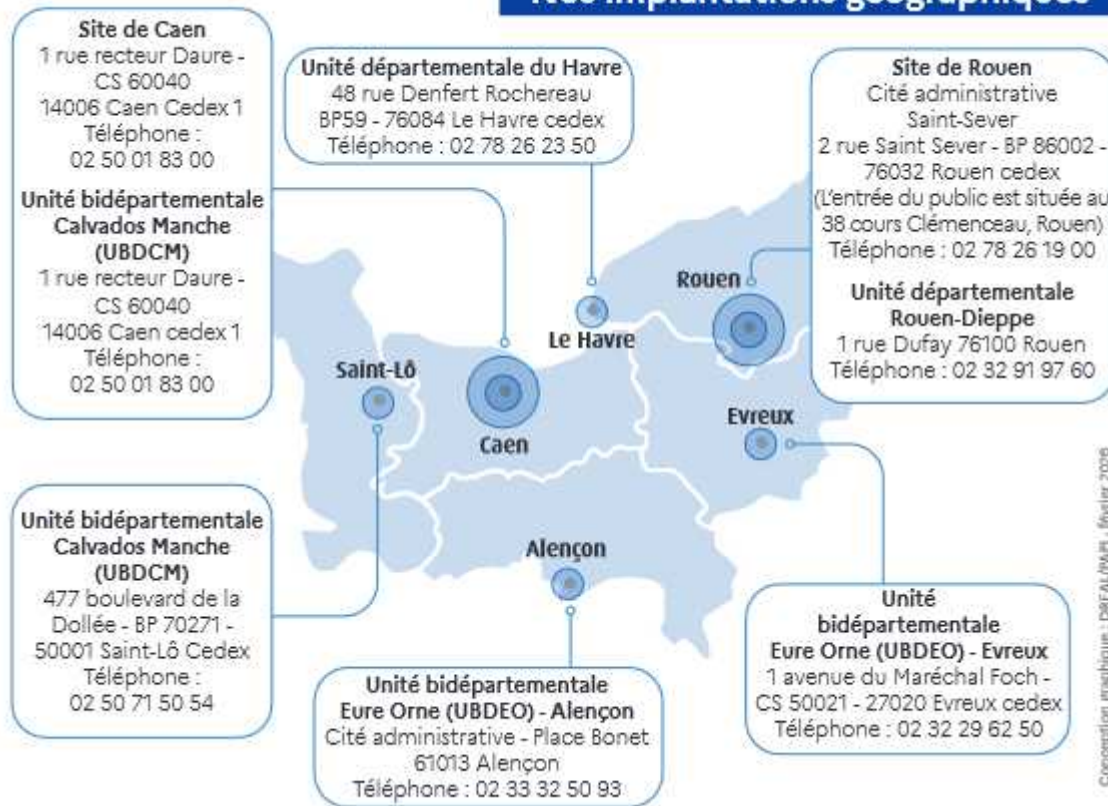 Nos implantations géographiques
Site de Caen
1 rue recteur Daure -
CS 60040
14006 Caen Cedex 1
Téléphone :
02 50 01 83 00
Unité bidépartementale
Calvados Manche
(UBDCM)
1 rue recteur Daure -
CS 60040
14006 Caen cedex 1
Téléphone :
02 50 01 83 00
Unité départementale du Havre
48 rue Denfert Rochereau
BP59 - 76084 Le Havre cedex
Téléphone : 02 78 26 23 50
Site de Rouen
Cité administrative
Saint-Sever
2 rue Saint Sever - BP 86002 -
76032 Rouen cedex
(L'entrée du public est située au
38 cours Clémenceau, Rouen)
Téléphone : 02 78 26 19 00
Unité départementale
Rouen-Dieppe
1 rue Dufay 76100 Rouen
Téléphone : 02 32 91 97 60
Rouen
Le Havre
Saint-Lô
Caen
Evreux
Alençon
Unité bidépartementale
Calvados Manche
(UBDCM)
477 boulevard de la
Dollée - BP 70271 -
50001 Saint-Lô Cedex
Téléphone :
02 50 71 50 54
Unité bidépartementale
Eure Orne (UBDEO) - Alençon
Cité administrative - Place Bonet
61013 Alençon
Téléphone : 02 33 32 50 93
Unité
bidépartementale
Eure Orne (UBDEO) - Evreux
1 avenue du Maréchal Foch -
CS 50021 - 27020 Evreux cedex
Téléphone : 02 32 29 62 50
Conception graphique : DREAL/PAPI - février 2026